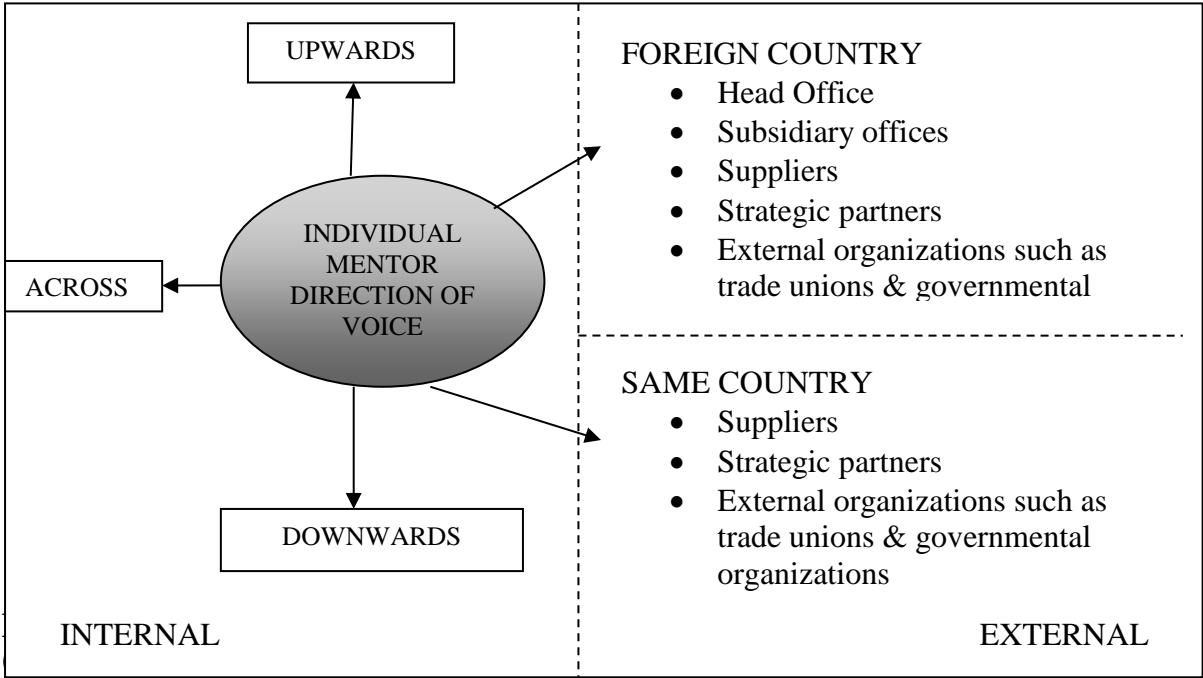 UPWARDS
ACROSS
INDIVIDUAL
MENTOR
DIRECTION OF
VOICE
DOWNWARDS
INTERNAL
FOREIGN COUNTRY
• Head Office
• Subsidiary offices
• Suppliers
• Strategic partners
• External organizations such as
trade unions & governmental
SAME COUNTRY
• Suppliers
• Strategic partners
• External organizations such as
trade unions & governmental
organizations
EXTERNAL